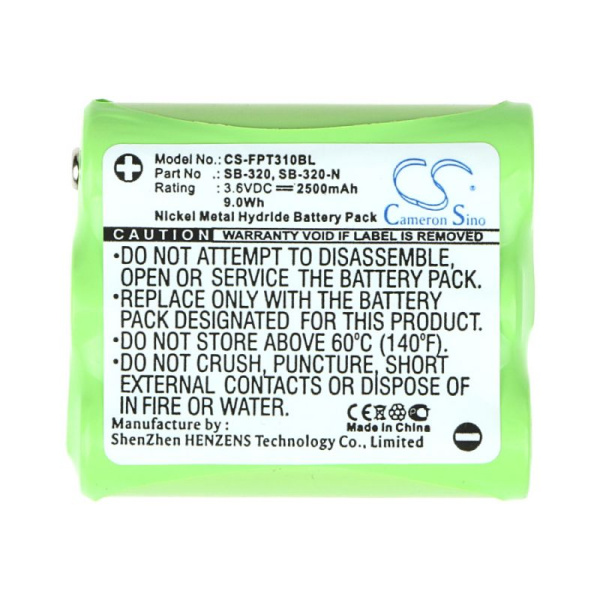 Model No.: CS-FPT310BL
Part No : SB-320, SB-320-N
Rating : 3.6VDC ⎓ 2500mAh
9.0Wh
Nickel Metal Hydride Battery Pack
CS
Cameron Sino
CAUTION WARRANTY VOID IF LABEL IS REMOVED
•DO NOT ATTEMPT TO DISASSEMBLE,
OPEN OR SERVICE THE BATTERY PACK.
•REPLACE ONLY WITH THE BATTERY
PACK DESIGNATED FOR THIS PRODUCT.
•DO NOT STORE ABOVE 60°C (140°F).
•DO NOT CRUSH, PUNCTURE, SHORT
EXTERNAL CONTACTS OR DISPOSE OF
IN FIRE OR WATER.
CE
Made in China
Manufacture by :
ShenZhen HENZENS Technology Co., Limited